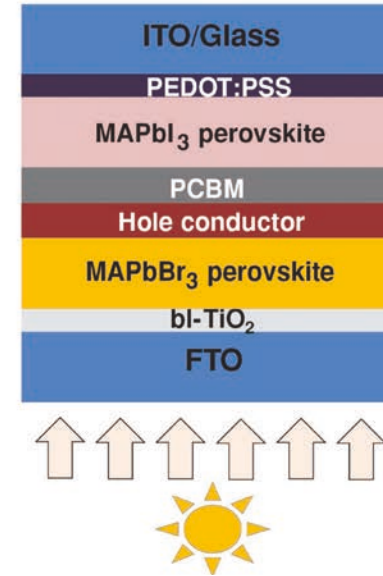 ITO/Glass
PEDOT:PSS
MAPbI₃ perovskite
PCBM
Hole conductor
MAPbBr₃ perovskite
bl-TiO₂
FTO